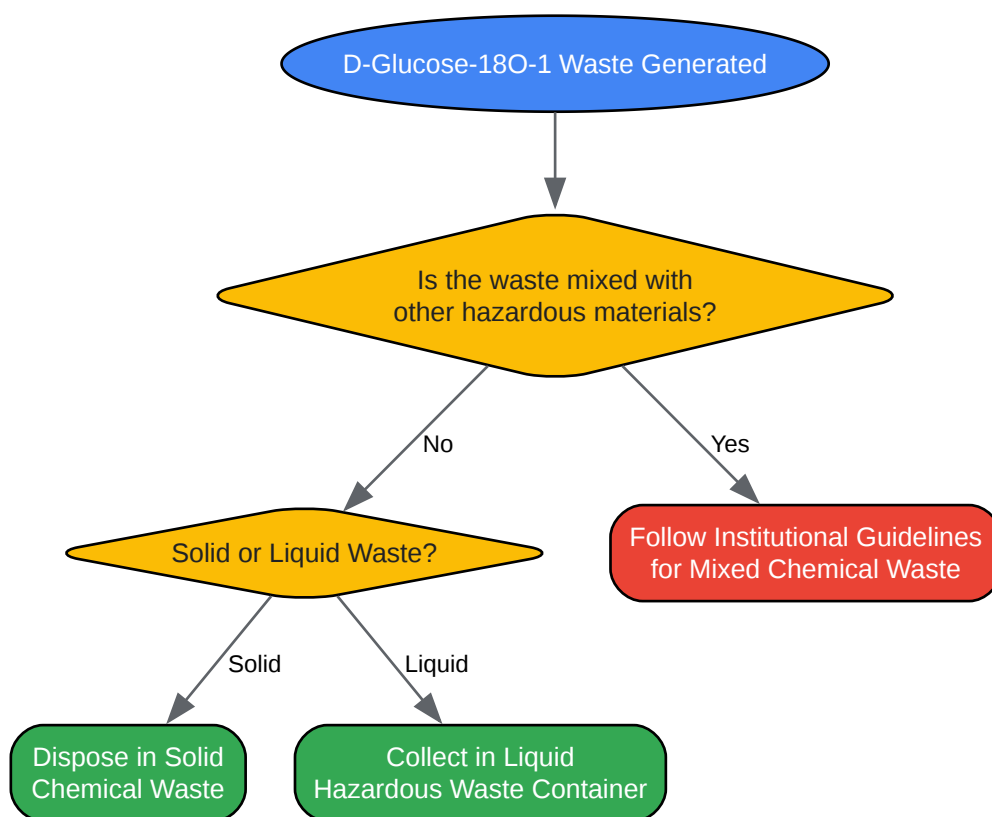 D-Glucose-18O-1 Waste Generated
Is the waste mixed with
other hazardous materials?
No
Yes
Solid or Liquid Waste?
Follow Institutional Guidelines
for Mixed Chemical Waste
Solid
Liquid
Dispose in Solid
Chemical Waste
Collect in Liquid
Hazardous Waste Container